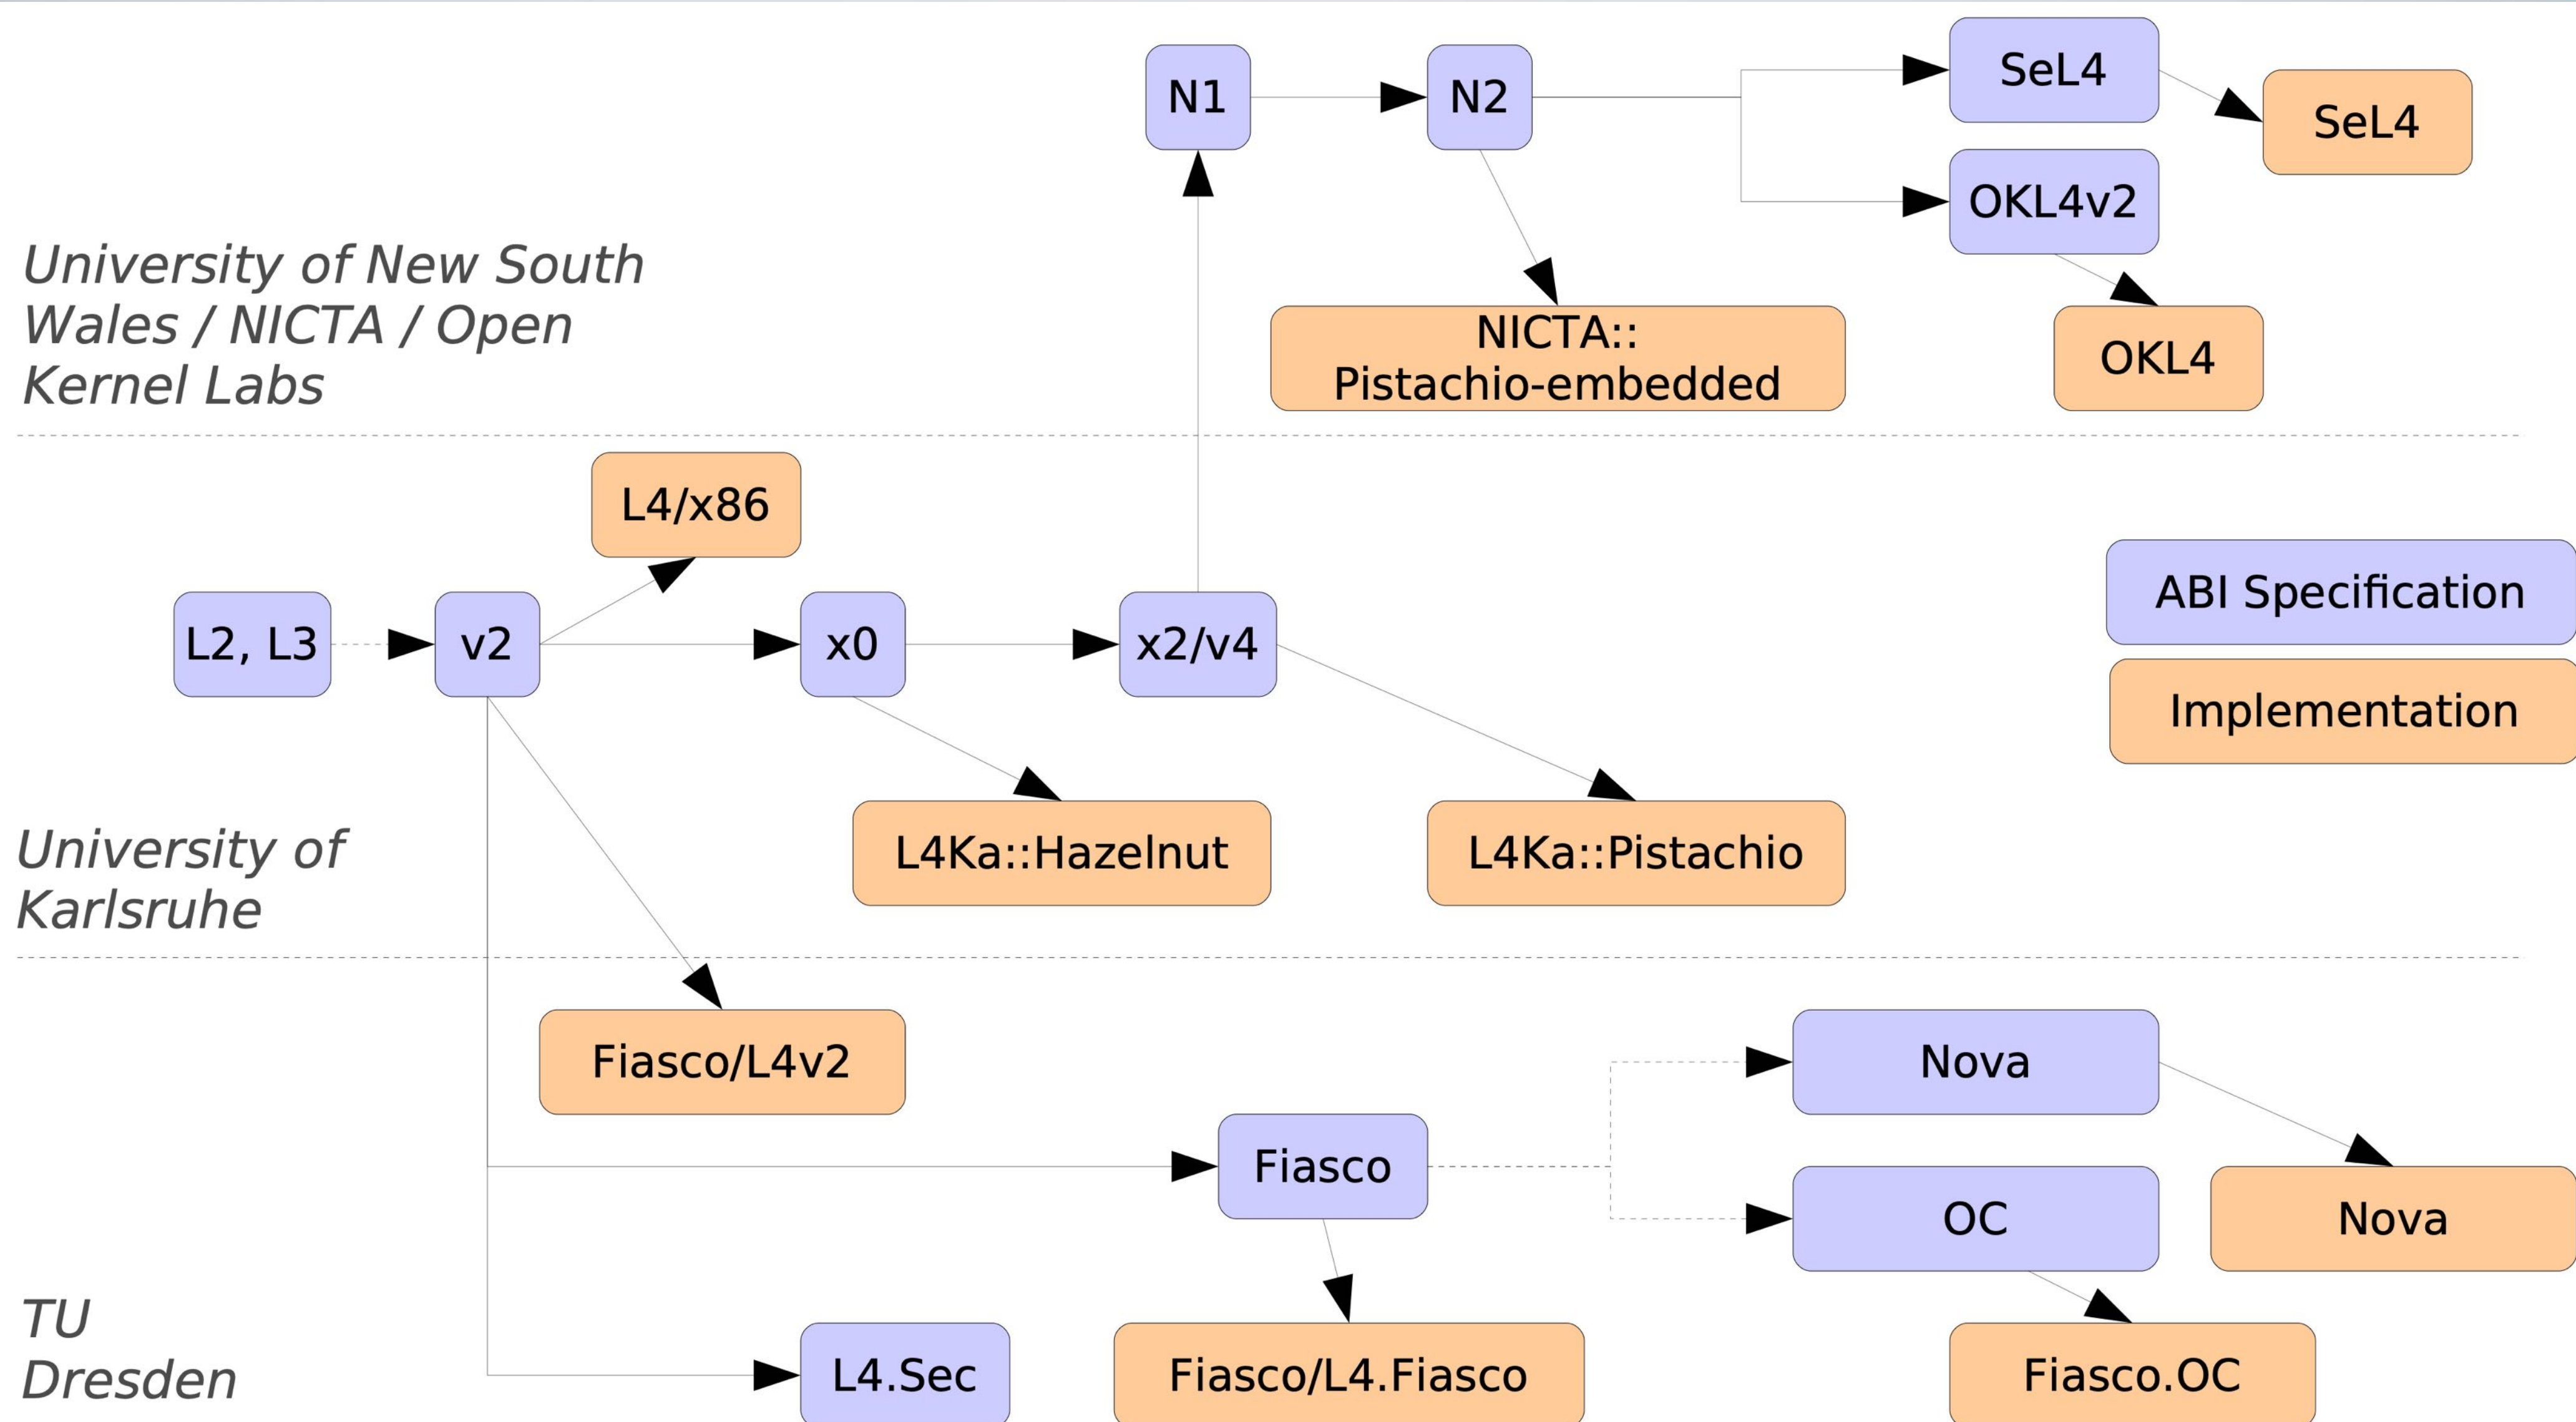 N1
N2
SeL4
SeL4
OKL4v2
University of New South
Wales / NICTA / Open
Kernel Labs
NICTA::
Pistachio-embedded
OKL4
L4/x86
L2, L3
v2
x0
x2/v4
ABI Specification
Implementation
L4Ka::Hazelnut
L4Ka::Pistachio
University of
Karlsruhe
Fiasco/L4v2
Nova
Fiasco
OC
Nova
TU
Dresden
L4.Sec
Fiasco/L4.Fiasco
Fiasco.OC